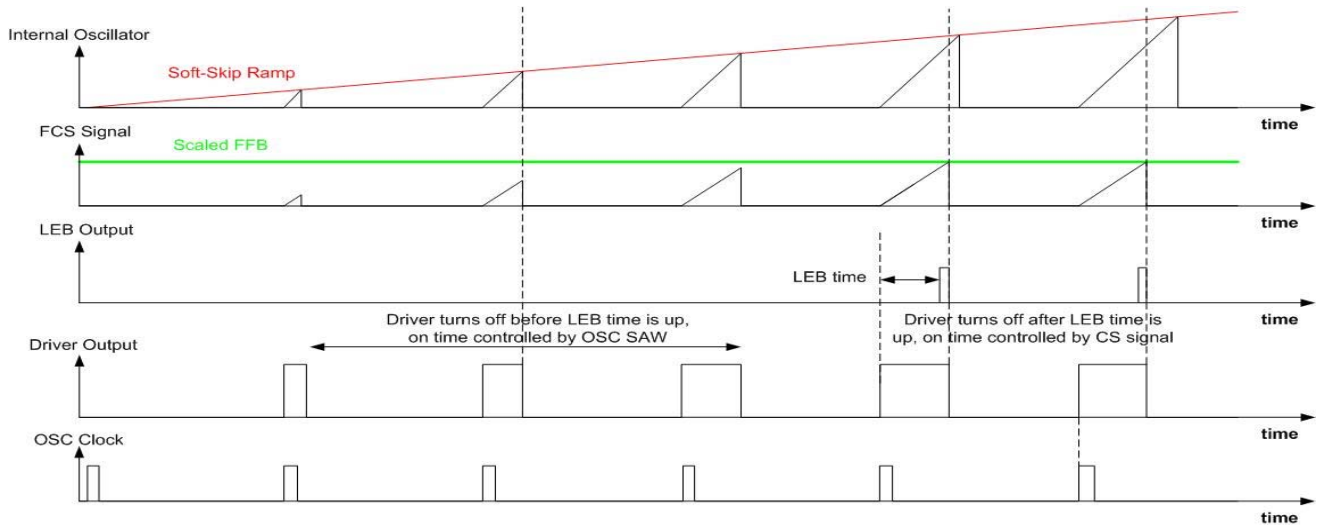 Internal Oscillator
Soft-Skip Ramp
time
FCS Signal
Scaled FFB
time
LEB Output
LEB time
time
Driver turns off before LEB time is up,
on time controlled by OSC SAW
Driver turns off after LEB time is
up, on time controlled by CS signal
Driver Output
time
OSC Clock
time